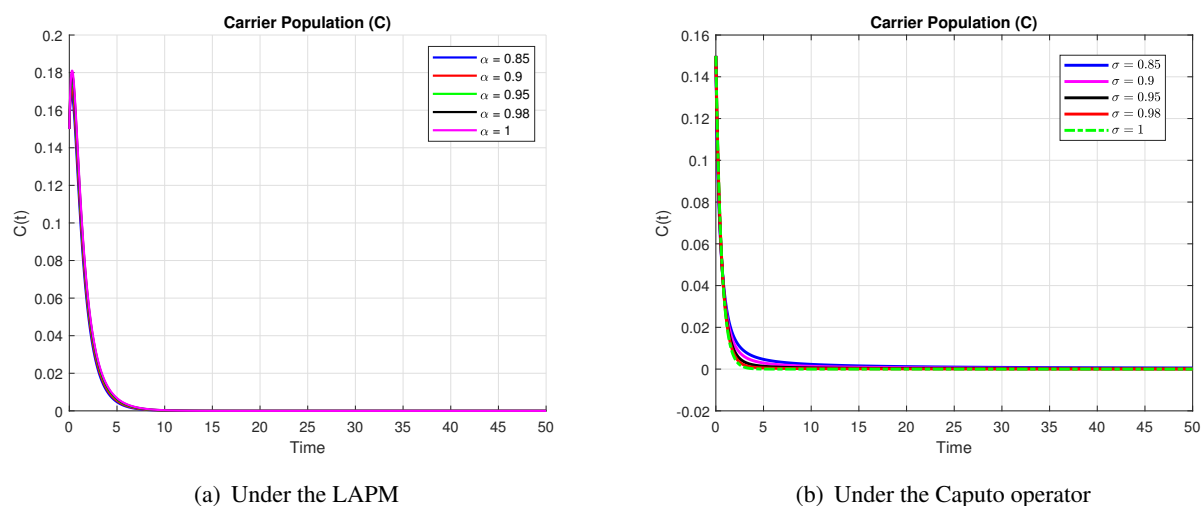 Carrier Population (C)
0.2
0.18
0.16
0.14
0.12
0.1
0.08
0.06
0.04
0.02
0
C(t)
α = 0.85
α = 0.9
α = 0.95
α = 0.98
α = 1
0 5 10 15 20 25 30 35 40 45 50
Time
(a) Under the LAPM
Carrier Population (C)
0.16
0.14
0.12
0.1
0.08
0.06
0.04
0.02
0
-0.02
C(t)
σ = 0.85
σ = 0.9
σ = 0.95
σ = 0.98
σ = 1
0 5 10 15 20 25 30 35 40 45 50
Time
(b) Under the Caputo operator